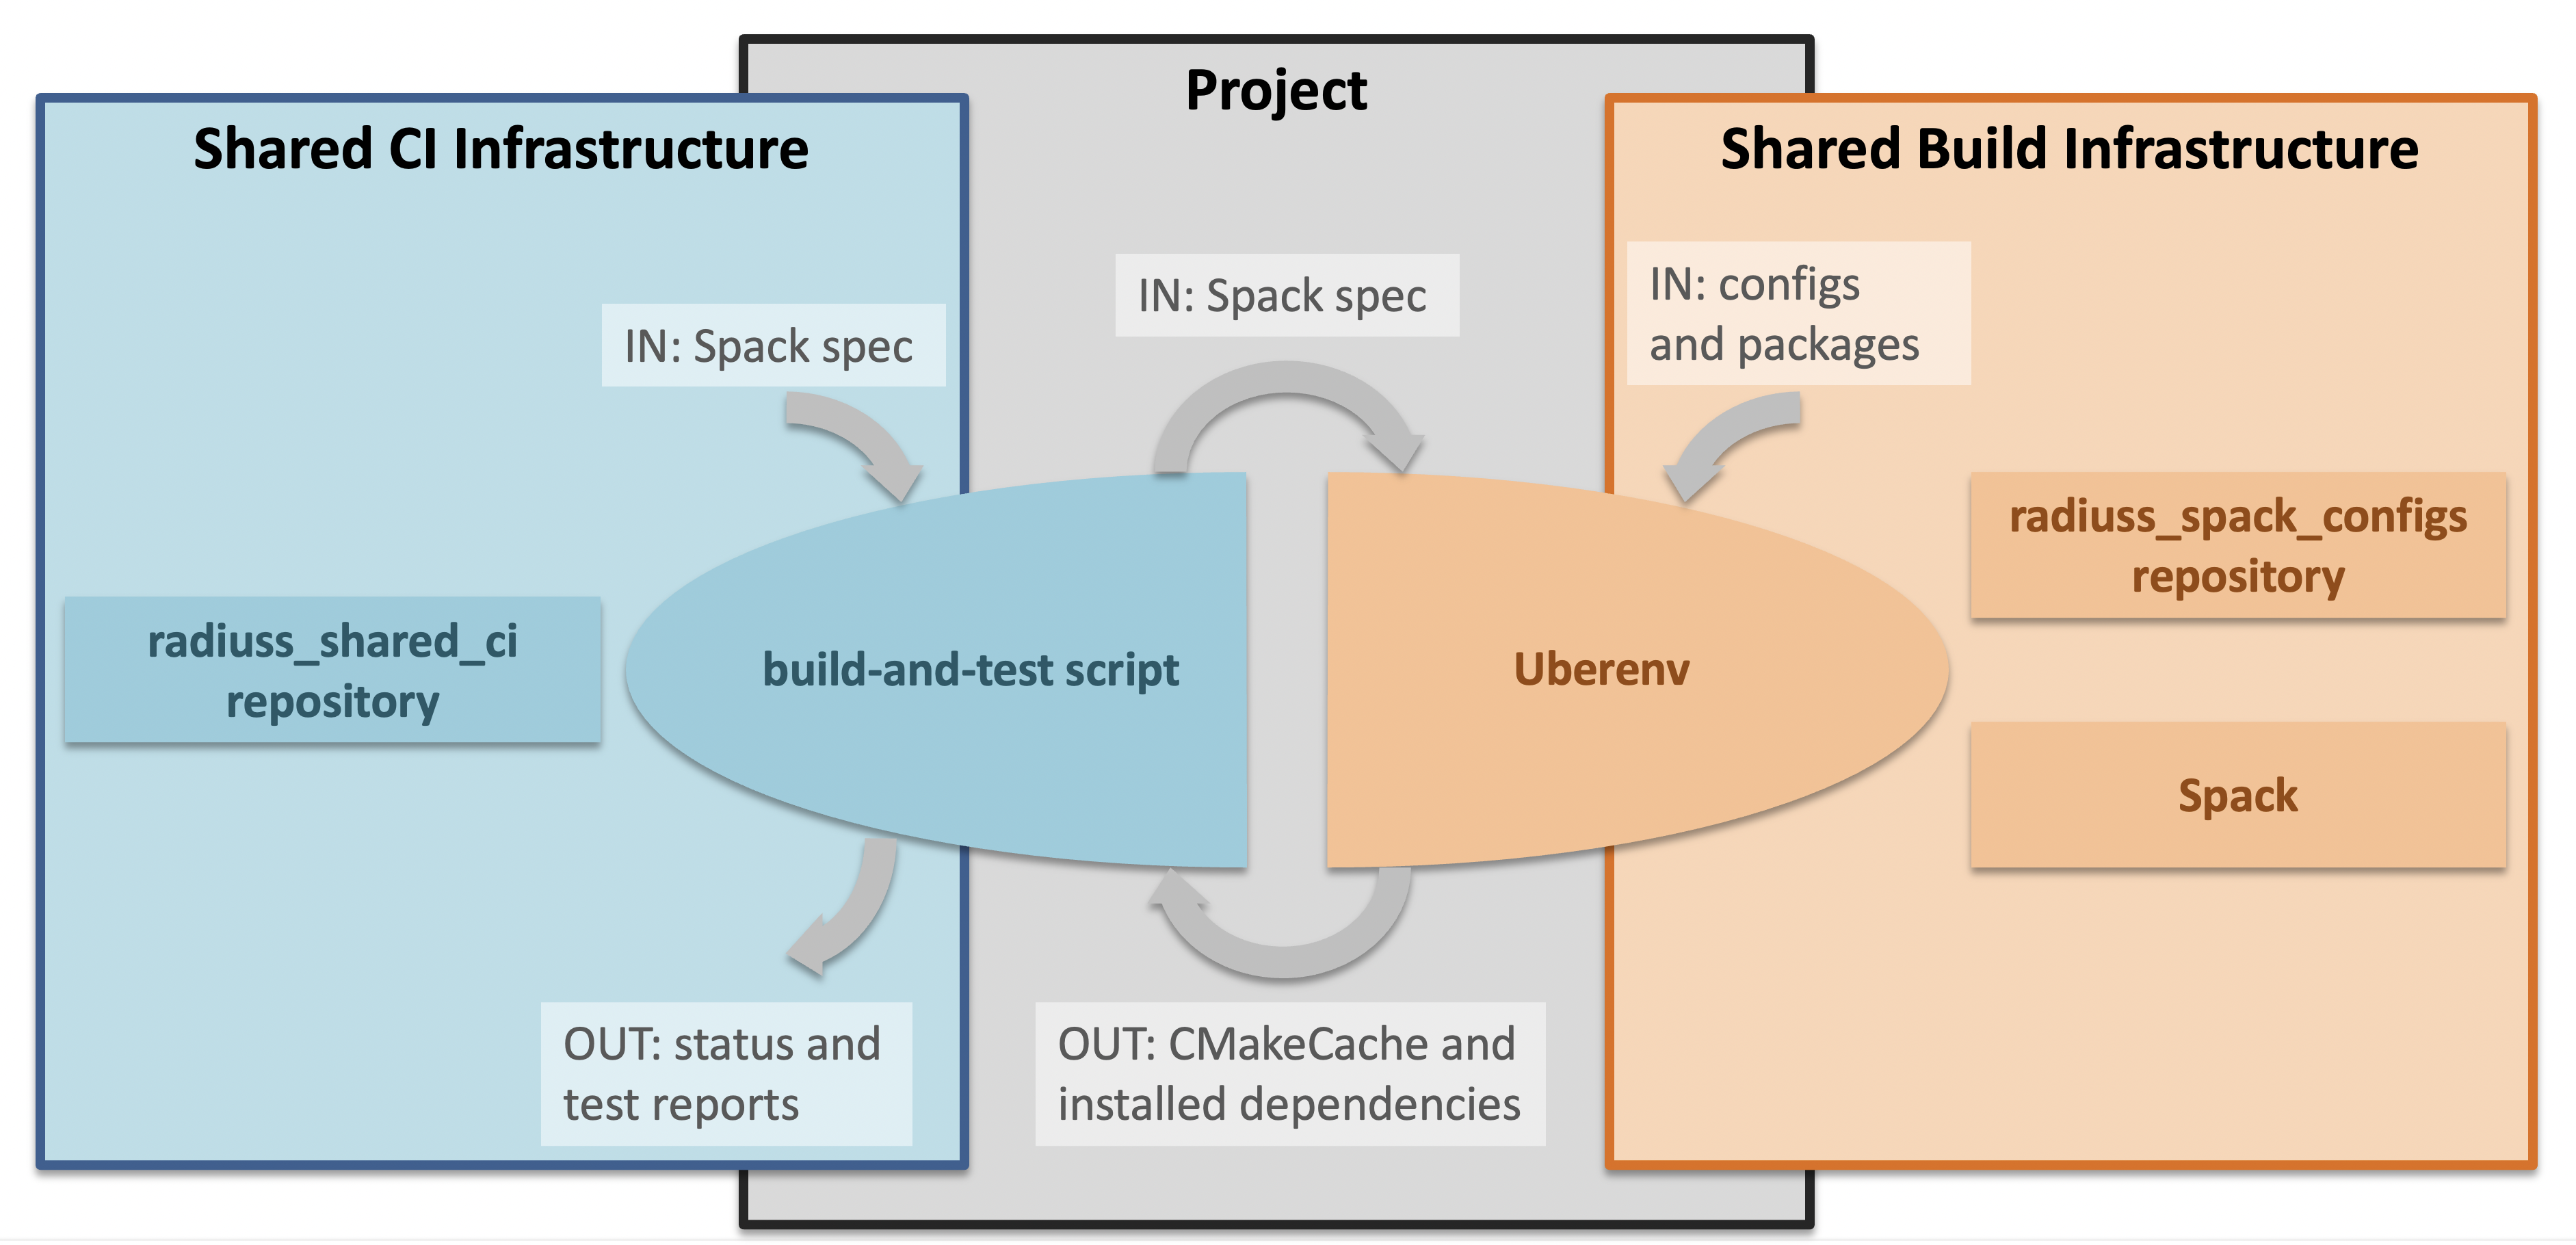 Project
Shared CI Infrastructure
Shared Build Infrastructure
IN: Spack spec
IN: Spack spec
IN: configs
and packages
radiuss_shared_ci
repository
build-and-test script
Uberenv
radiuss_spack_configs
repository
Spack
OUT: status and
test reports
OUT: CMakeCache and
installed dependencies